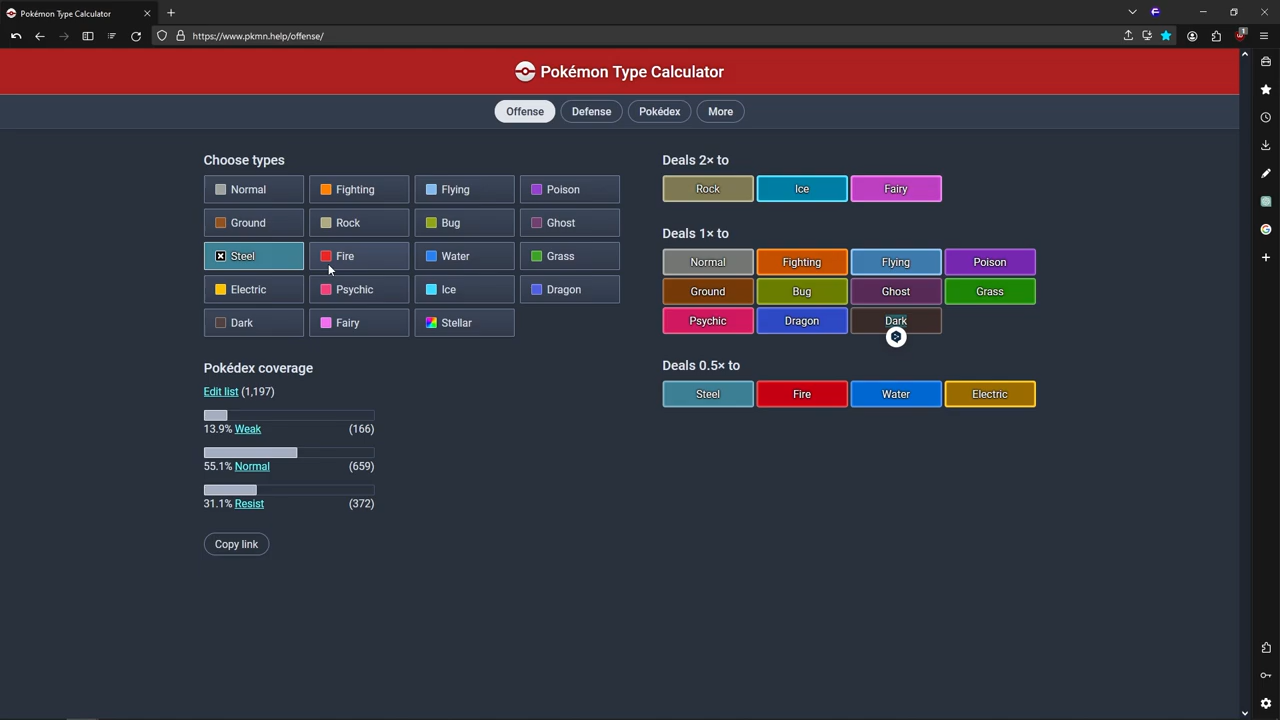 Pokémon Type Calculator
https://www.pkmn.help/offense/
1
Pokémon Type Calculator
Offense
Defense
Pokédex
More
Choose types
Normal
Fighting
Flying
Poison
Ground
Rock
Bug
Ghost
Steel
Fire
Water
Grass
Electric
Psychic
Ice
Dragon
Dark
Fairy
Stellar
Pokédex coverage
Edit list (1,197)
13.9% Weak (166)
55.1% Normal (659)
31.1% Resist (372)
Copy link
Deals 2× to
Rock
Ice
Fairy
Deals 1× to
Normal
Fighting
Flying
Poison
Ground
Bug
Ghost
Grass
Psychic
Dragon
Dark
Deals 0.5× to
Steel
Fire
Water
Electric